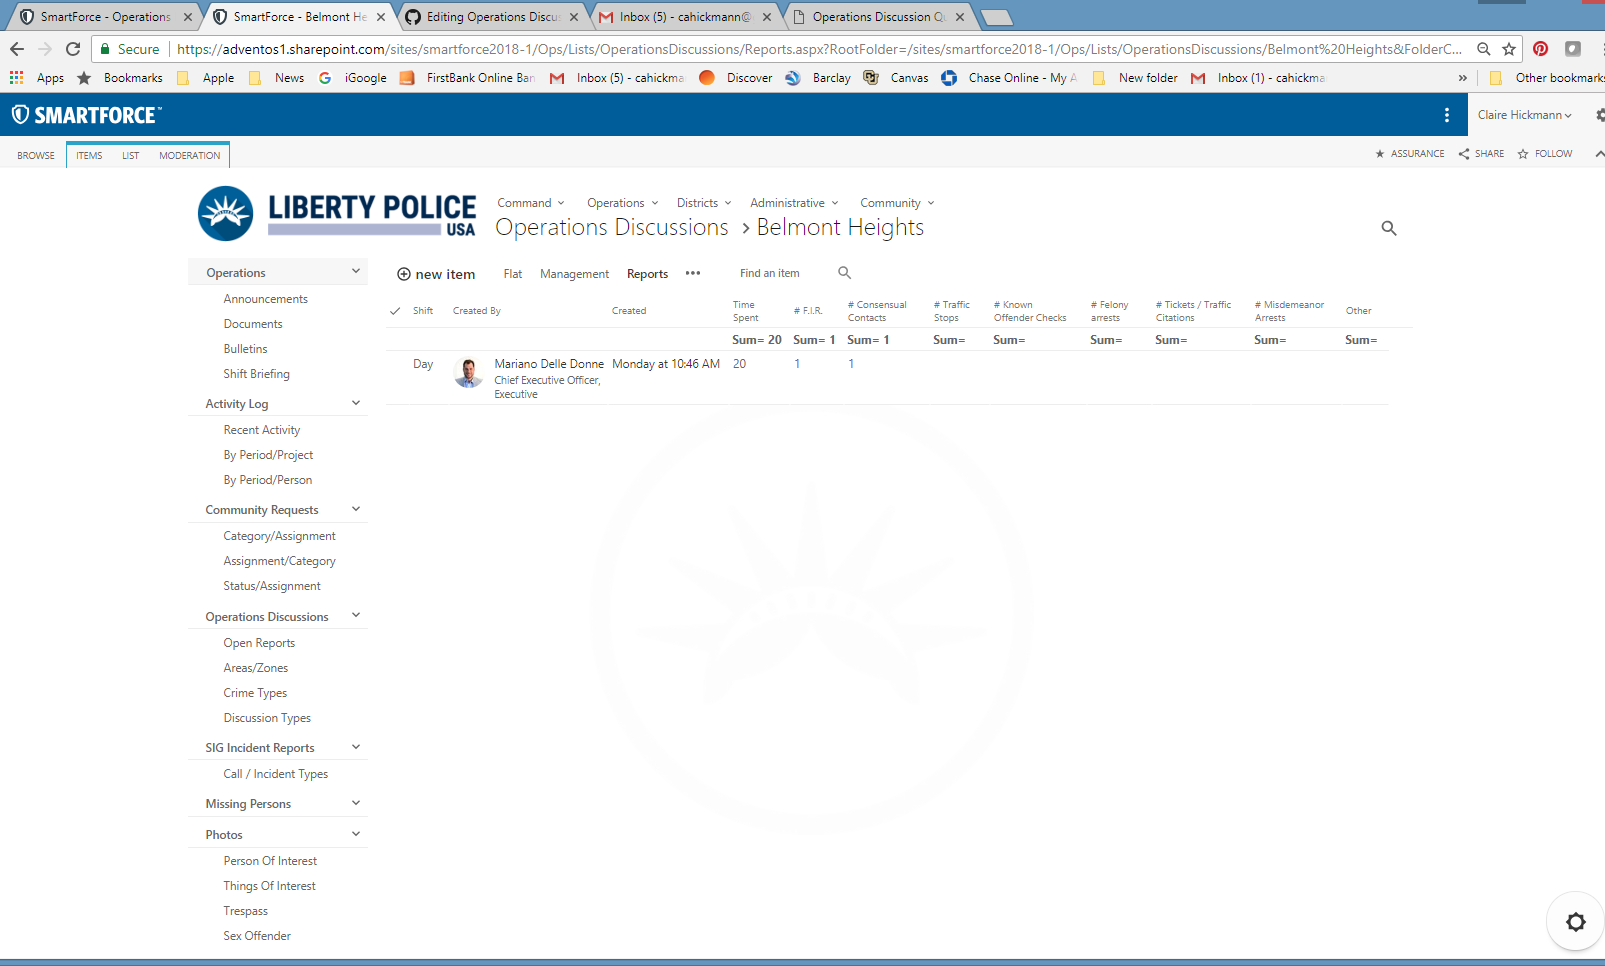 SmartForce - Operations
SmartForce - Belmont He
Editing Operations Discus
Inbox (5) - cahickmann@
Operations Discussion Qu
Secure
https://adventos1.sharepoint.com/sites/smartforce2018-1/Ops/Lists/OperationsDiscussions/Reports.aspx?RootFolder=/sites/smartforce2018-1/Ops/Lists/OperationsDiscussions/Belmont%20Heights&FolderC...
Apps
Bookmarks
Apple
News
iGoogle
FirstBank Online Ban
Inbox (5) - cahickma
Discover
Barclay
Canvas
Chase Online - My A
New folder
Inbox (1) - cahickma
»
Other bookmarks
SMARTFORCE™
Claire Hickmann
BROWSE
ITEMS
LIST
MODERATION
ASSURANCE
SHARE
FOLLOW
LIBERTY POLICE
USA
Command
Operations
Districts
Administrative
Community
Operations Discussions > Belmont Heights
Operations
Announcements
Documents
Bulletins
Shift Briefing
Activity Log
Recent Activity
By Period/Project
By Period/Person
Community Requests
Category/Assignment
Assignment/Category
Status/Assignment
Operations Discussions
Open Reports
Areas/Zones
Crime Types
Discussion Types
SIG Incident Reports
Call / Incident Types
Missing Persons
Photos
Person Of Interest
Things Of Interest
Trespass
Sex Offender
new item
Flat
Management
Reports
Find an item
Shift
Created By
Created
Time
Spent
# F.I.R.
# Consensual
Contacts
# Traffic
Stops
# Known
Offender Checks
# Felony
arrests
# Tickets / Traffic
Citations
# Misdemeanor
Arrests
Other
Sum= 20
Sum= 1
Sum= 1
Sum=
Sum=
Sum=
Sum=
Sum=
Sum=
Day
Mariano Delle Donne
Chief Executive Officer,
Executive
Monday at 10:46 AM
20
1
1